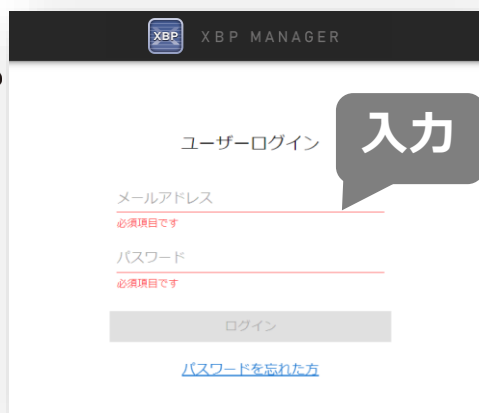 XBP XBP MANAGER
ユーザーログイン
入力
メールアドレス
必須項目です
パスワード
必須項目です
ログイン
パスワードを忘れた方